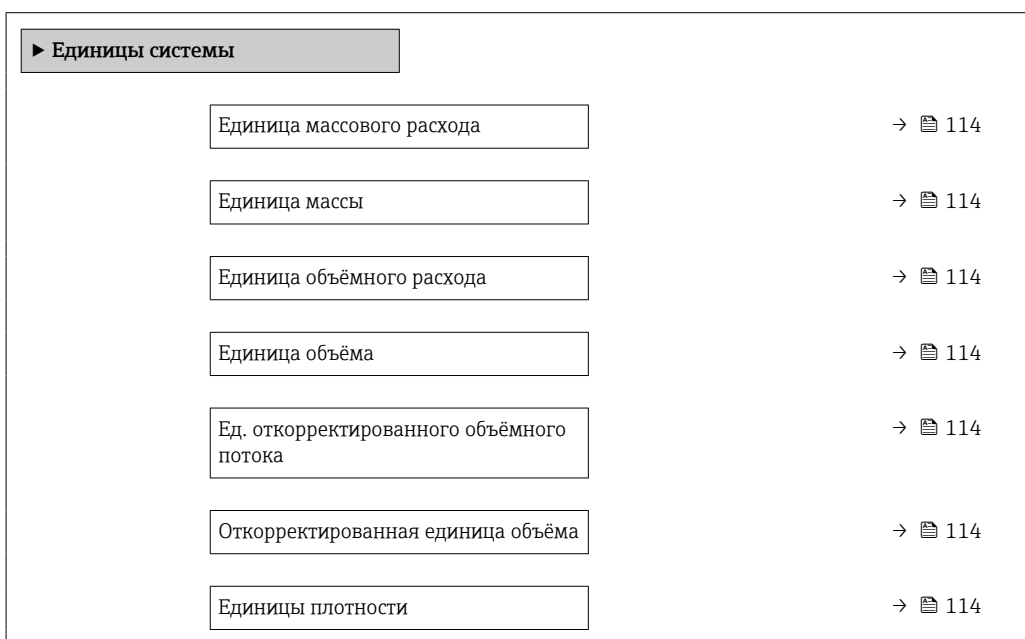 ▶ Единицы системы
Единица массового расхода → 114
Единица массы → 114
Единица объёмного расхода → 114
Единица объёма → 114
Ед. откорректированного объёмного → 114
потока
Откорректированная единица объёма → 114
Единицы плотности → 114